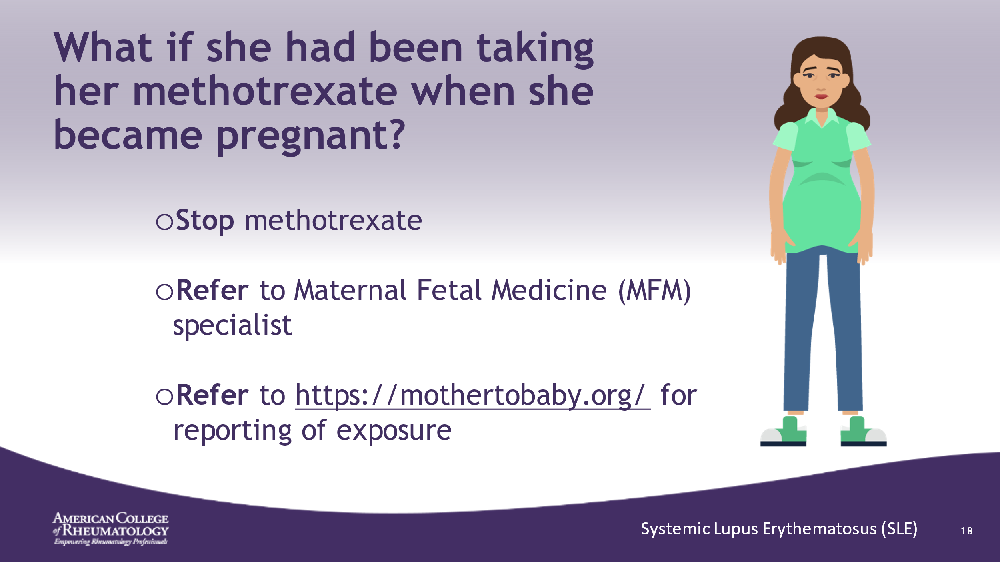 What if she had been taking
her methotrexate when she
became pregnant?
○Stop methotrexate
○Refer to Maternal Fetal Medicine (MFM)
specialist
○Refer to https://mothertobaby.org/ for
reporting of exposure
AMERICAN COLLEGE
of RHEUMATOLOGY
Empowering Rheumatology Professionals
Systemic Lupus Erythematosus (SLE)
18